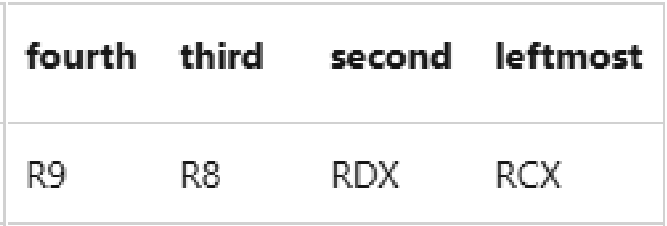 fourth third second leftmost
R9 R8 RDX RCX